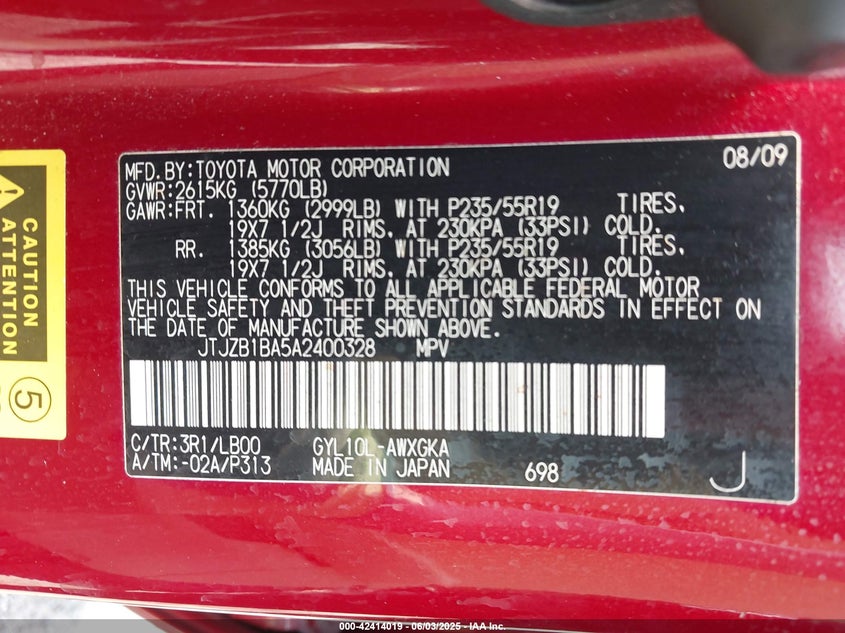 MFD.BY:TOYOTA MOTOR CORPORATION 08/09
GVWR:2615KG (5770LB)
GAWR:FRT. 1360KG (2999LB) WITH P235/55R19 TIRES,
19X7 1/2J RIMS, AT 230KPA (33PSI) COLD.
RR. 1385KG (3056LB) WITH P235/55R19 TIRES,
19X7 1/2J RIMS, AT 230KPA (33PSI) COLD.
THIS VEHICLE CONFORMS TO ALL APPLICABLE FEDERAL MOTOR
VEHICLE SAFETY AND THEFT PREVENTION STANDARDS IN EFFECT ON
THE DATE OF MANUFACTURE SHOWN ABOVE.
JTJZB1BA5A2400328 MPV
C/TR:3R1/LB00 GYL10L-AWXGKA
A/TM:-02A/P313 MADE IN JAPAN 698 J
CAUTION
ATTENTION
5
000-42414019 - 06/03/2025 - IAA Inc.